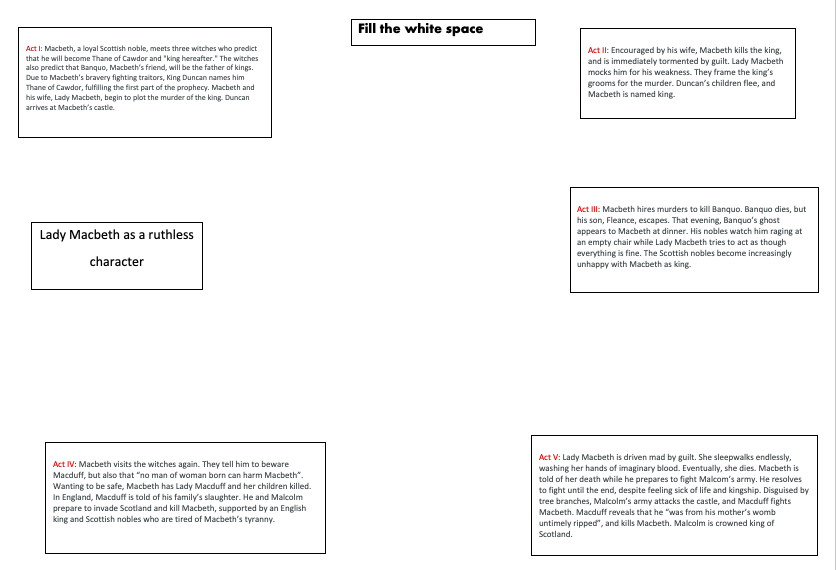 Fill the white space
Act I: Macbeth, a loyal Scottish noble, meets three witches who predict
that he will become Thane of Cawdor and "king hereafter." The witches
also predict that Banquo, Macbeth's friend, will be the father of kings.
Due to Macbeth's bravery fighting traitors, King Duncan names him
Thane of Cawdor, fulfilling the first part of the prophecy. Macbeth and
his wife, Lady Macbeth, begin to plot the murder of the king. Duncan
arrives at Macbeth's castle.
Act II: Encouraged by his wife, Macbeth kills the king,
and is immediately tormented by guilt. Lady Macbeth
mocks him for his weakness. They frame the king's
grooms for the murder. Duncan's children flee, and
Macbeth is named king.
Act III: Macbeth hires murders to kill Banquo. Banquo dies, but
his son, Fleance, escapes. That evening, Banquo's ghost
appears to Macbeth at dinner. His nobles watch him raging at
an empty chair while Lady Macbeth tries to act as though
everything is fine. The Scottish nobles become increasingly
unhappy with Macbeth as king.
Lady Macbeth as a ruthless
character
Act IV: Macbeth visits the witches again. They tell him to beware
Macduff, but also that "no man of woman born can harm Macbeth".
Wanting to be safe, Macbeth has Lady Macduff and her children killed.
In England, Macduff is told of his family's slaughter. He and Malcolm
prepare to invade Scotland and kill Macbeth, supported by an English
king and Scottish nobles who are tired of Macbeth's tyranny.
Act V: Lady Macbeth is driven mad by guilt. She sleepwalks endlessly,
washing her hands of imaginary blood. Eventually, she dies. Macbeth is
told of her death while he prepares to fight Malcom's army. He resolves
to fight until the end, despite feeling sick of life and kingship. Disguised by
tree branches, Malcolm's army attacks the castle, and Macduff fights
Macbeth. Macduff reveals that he "was from his mother's womb
untimely ripped", and kills Macbeth. Malcolm is crowned king of
Scotland.